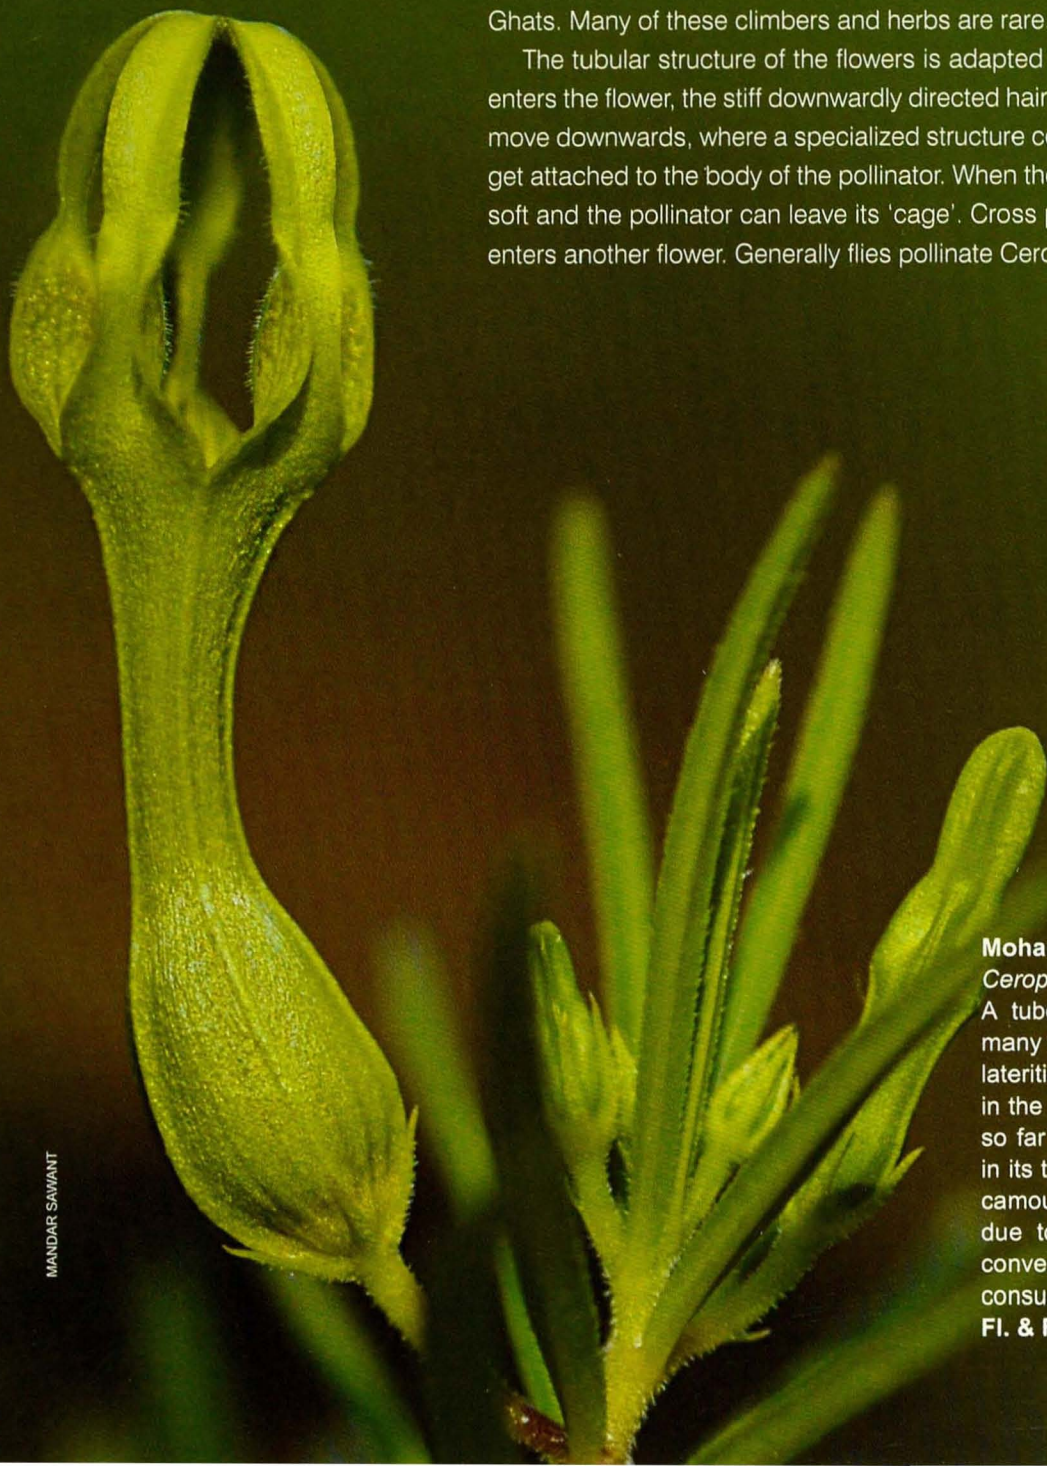 Ghats. Many of these climbers and herbs are rare
The tubular structure of the flowers is adapted
enters the flower, the stiff downwardly directed hair
move downwards, where a specialized structure c
get attached to the body of the pollinator. When th
soft and the pollinator can leave its 'cage'. Cross
enters another flower. Generally flies pollinate Cero
MANDAR SAWANT
Moha
Cerop
A tub
many
lateriti
in the
so far
in its t
camou
due to
conve
consu
Fl. &